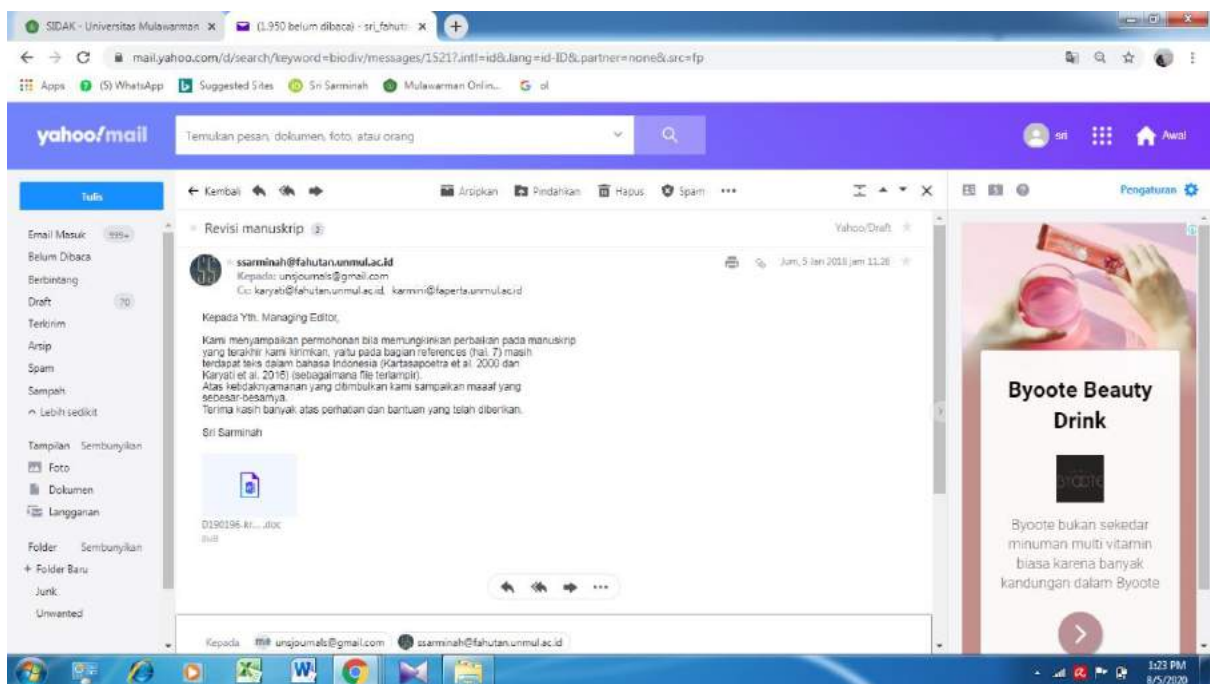 SIDAK - Universitas Mulawarman
(1.950 belum dibaca) - sri_fahut
mail.yahoo.com/d/search/keyword=biodiv/messages/15217.intl=id&.lang=id-ID&.partner=none&.src=fp
Apps (5) WhatsApp Suggested Sites Sri Sarminah Mulawarman Onlin... ol
yahoo!mail
Temukan pesan, dokumen, foto, atau orang
sri
Awal
Tulis
Kembali
Arsipkan Pindahkan Hapus Spam
Pengaturan
Email Masuk 999+
Belum Dibaca
Berbintang
Draft 70
Terkirim
Arsip
Spam
Sampah
Lebih sedikit
Tampilan Sembunyikan
Foto
Dokumen
Langganan
Folder Sembunyikan
+ Folder Baru
Junk
Unwanted
Revisi manuskrip 3
Yahoo/Draft
ssarminah@fahutan.unmul.ac.id
Jum, 5 Jan 2018 jam 11.28
Kepada: unsjournals@gmail.com
Cc: karyati@fahutan.unmul.ac.id, karmini@faperta.unmul.ac.id
Kepada Yth. Managing Editor,
Kami menyampaikan permohonan bila memungkinkan perbaikan pada manuskrip
yang terakhir kami kirimkan, yaitu pada bagian references (hal. 7) masih
terdapat teks dalam bahasa Indonesia (Kartasapoetra et al. 2000 dan
Karyati et al. 2016) (sebagaimana file terlampir).
Atas ketidaknyamanan yang ditimbulkan kami sampaikan maaaf yang
sebesar-besarnya.
Terima kasih banyak atas perhatian dan bantuan yang telah diberikan.
Sri Sarminah
D190196-kr... .doc
Kepada unsjournals@gmail.com ssarminah@fahutan.unmul.ac.id
Byoote Beauty
Drink
Byoote bukan sekedar
minuman multi vitamin
biasa karena banyak
kandungan dalam Byoote
1:23 PM
8/5/2020